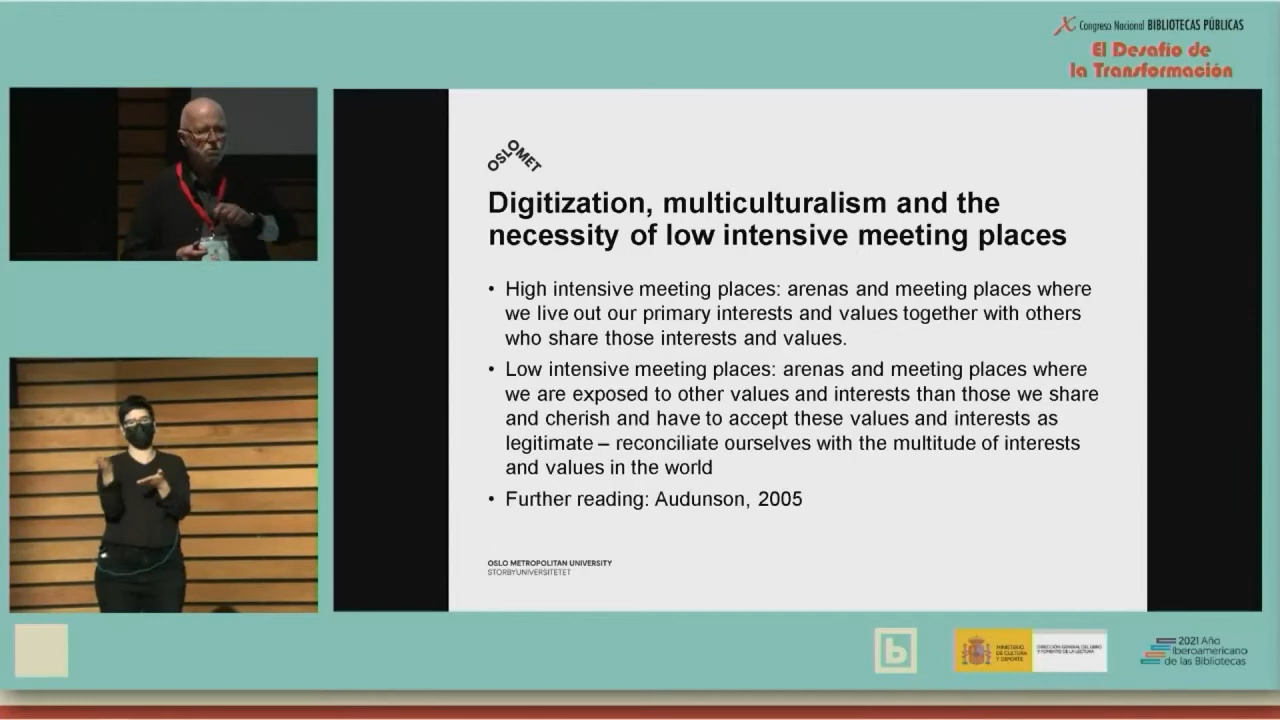 Congreso Nacional BIBLIOTECAS PÚBLICAS
El Desafío de
la Transformación
OSLOMET
Digitization, multiculturalism and the
necessity of low intensive meeting places
• High intensive meeting places: arenas and meeting places where
we live out our primary interests and values together with others
who share those interests and values.
• Low intensive meeting places: arenas and meeting places where
we are exposed to other values and interests than those we share
and cherish and have to accept these values and interests as
legitimate – reconciliate ourselves with the multitude of interests
and values in the world
• Further reading: Audunson, 2005
OSLO METROPOLITAN UNIVERSITY
STORBYUNIVERSITETET
b
MINISTERIO
DE CULTURA
Y DEPORTE
DIRECCIÓN GENERAL DEL LIBRO
Y FOMENTO DE LA LECTURA
2021 Año
Iberoamericano
de las Bibliotecas